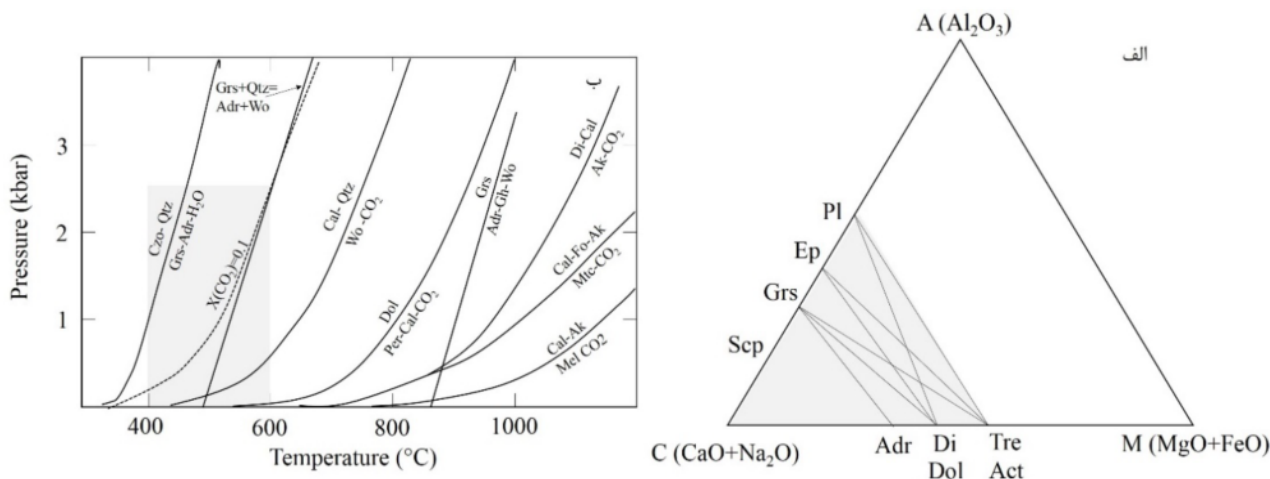 Pressure (kbar)
3
2
1
400
600
800
1000
Temperature (°C)
Czo- Qtz
Grs-Adr-H₂O
Grs+Qtz=
Adr+Wo
X(CO₂)=0.1
Cal- Qtz
Wo -CO₂
Dol
Per-Cal-CO₂
Grs
Adr-Gh-Wo
Di-Cal
Ak-CO₂
Cal-Fo-Ak
Mtc-CO₂
Cal-Ak
Mel CO2
A (Al₂O₃)
الف
Pl
Ep
Grs
Scp
C (CaO+Na₂O)
Adr
Di
Dol
Tre
Act
M (MgO+FeO)